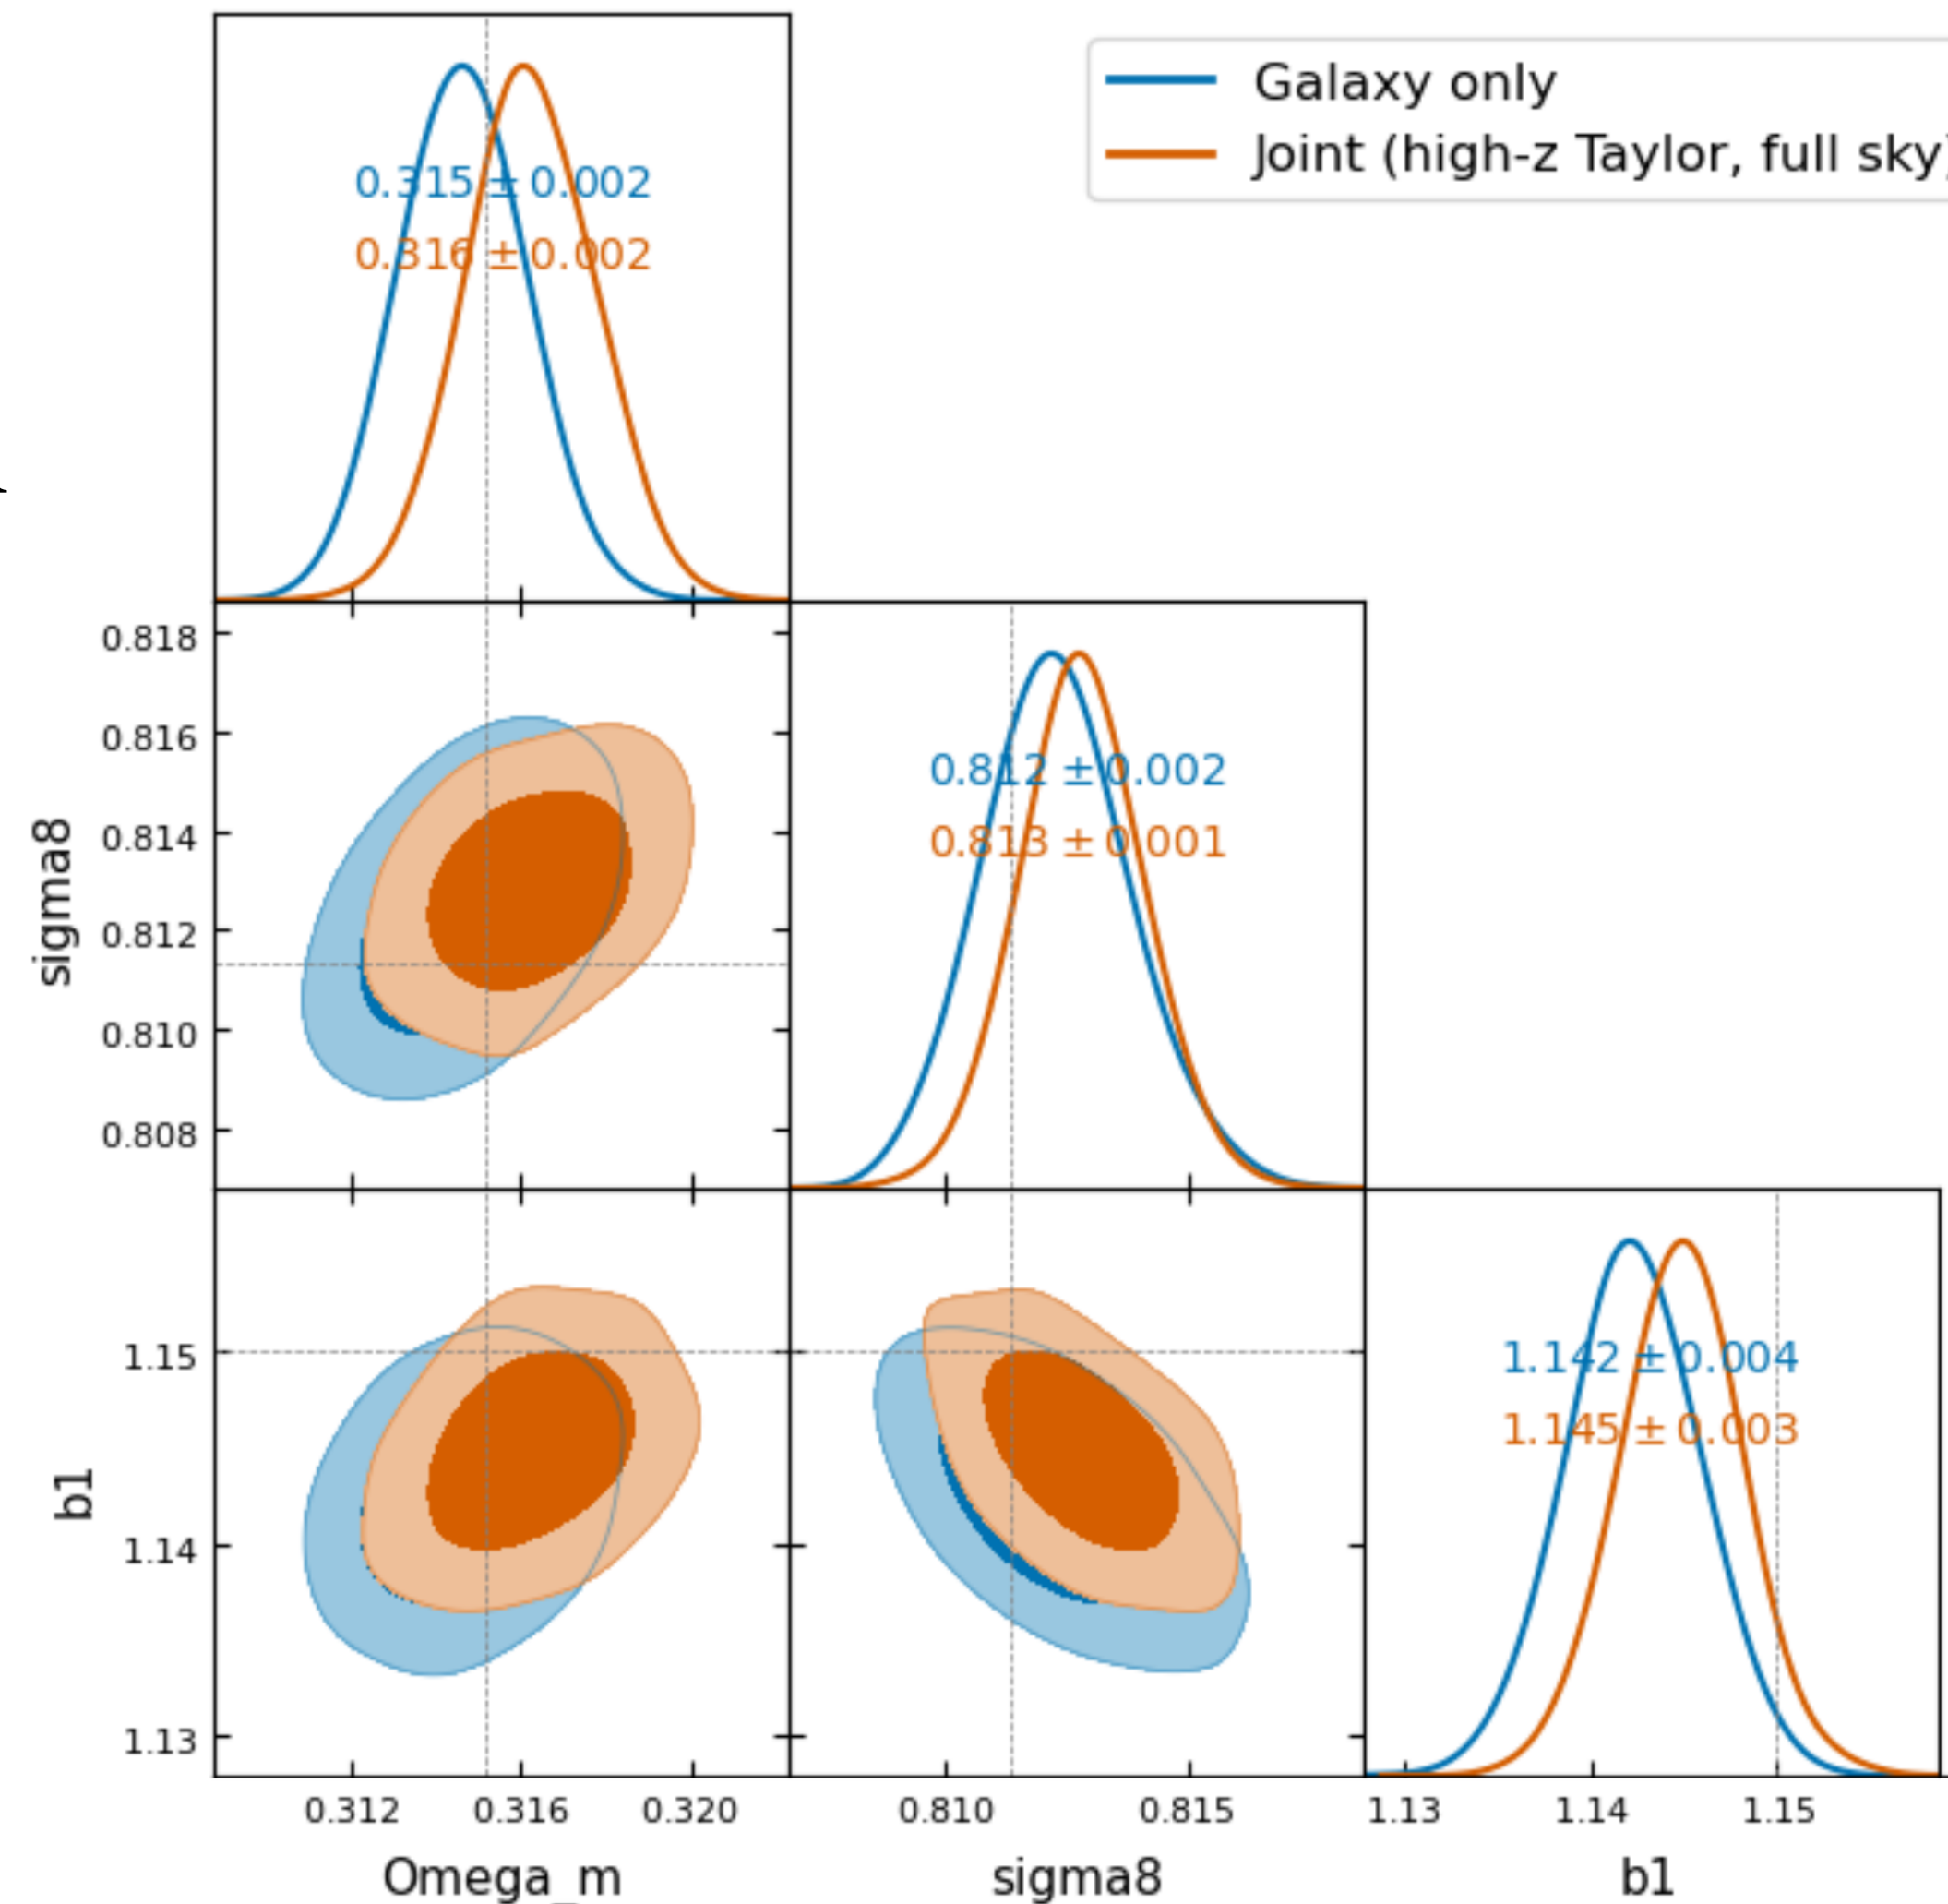 Galaxy only
Joint (high-z Taylor, full sky)
0.315 ± 0.002
0.316 ± 0.002
0.818
0.816
0.814
0.812
0.810
0.808
sigma8
0.812 ± 0.002
0.813 ± 0.001
1.15
1.14
1.13
b1
1.142 ± 0.004
1.145 ± 0.003
0.312 0.316 0.320
0.810 0.815
1.13 1.14 1.15
Omega_m
sigma8
b1